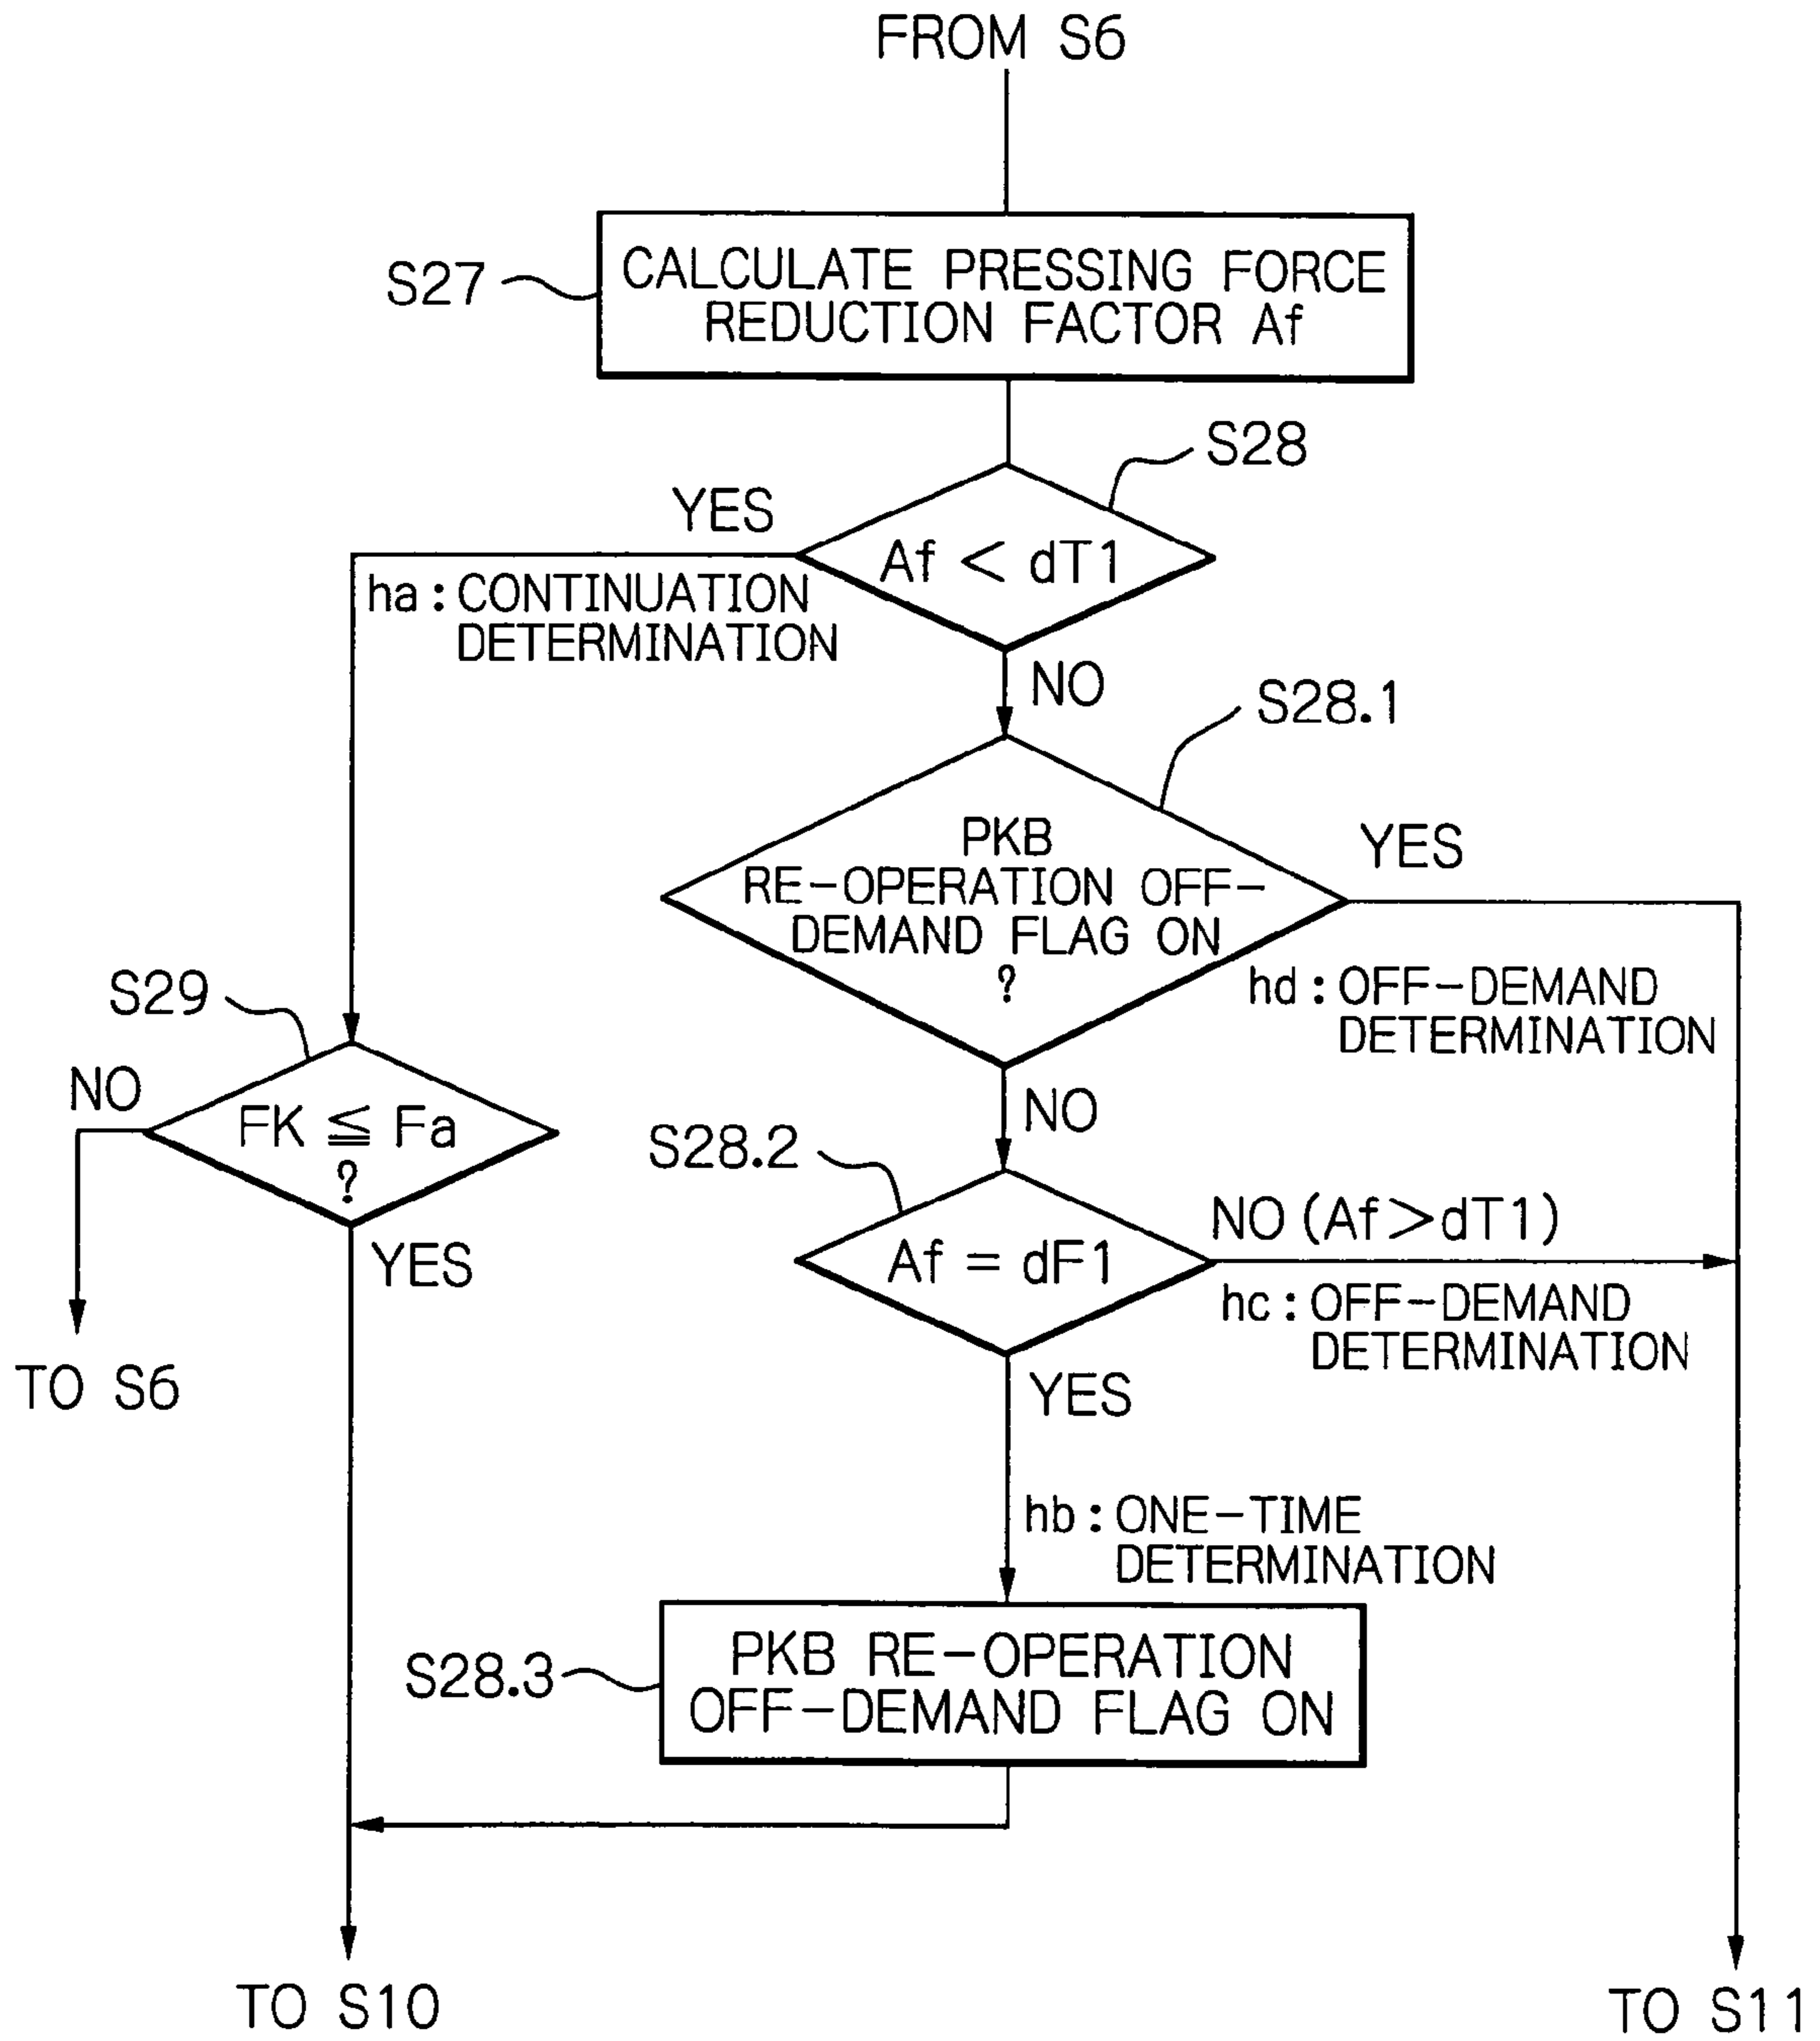 FROM S6
S27
CALCULATE PRESSING FORCE
REDUCTION FACTOR Af
S28
YES
Af < dT1
ha : CONTINUATION
DETERMINATION
NO
S28.1
PKB
RE-OPERATION OFF-
DEMAND FLAG ON
?
YES
hd : OFF-DEMAND
DETERMINATION
S29
NO
FK ≦ Fa
?
YES
TO S6
NO
S28.2
Af = dF1
NO (Af > dT1)
hc : OFF-DEMAND
DETERMINATION
YES
hb : ONE-TIME
DETERMINATION
S28.3
PKB RE-OPERATION
OFF-DEMAND FLAG ON
TO S10
TO S11